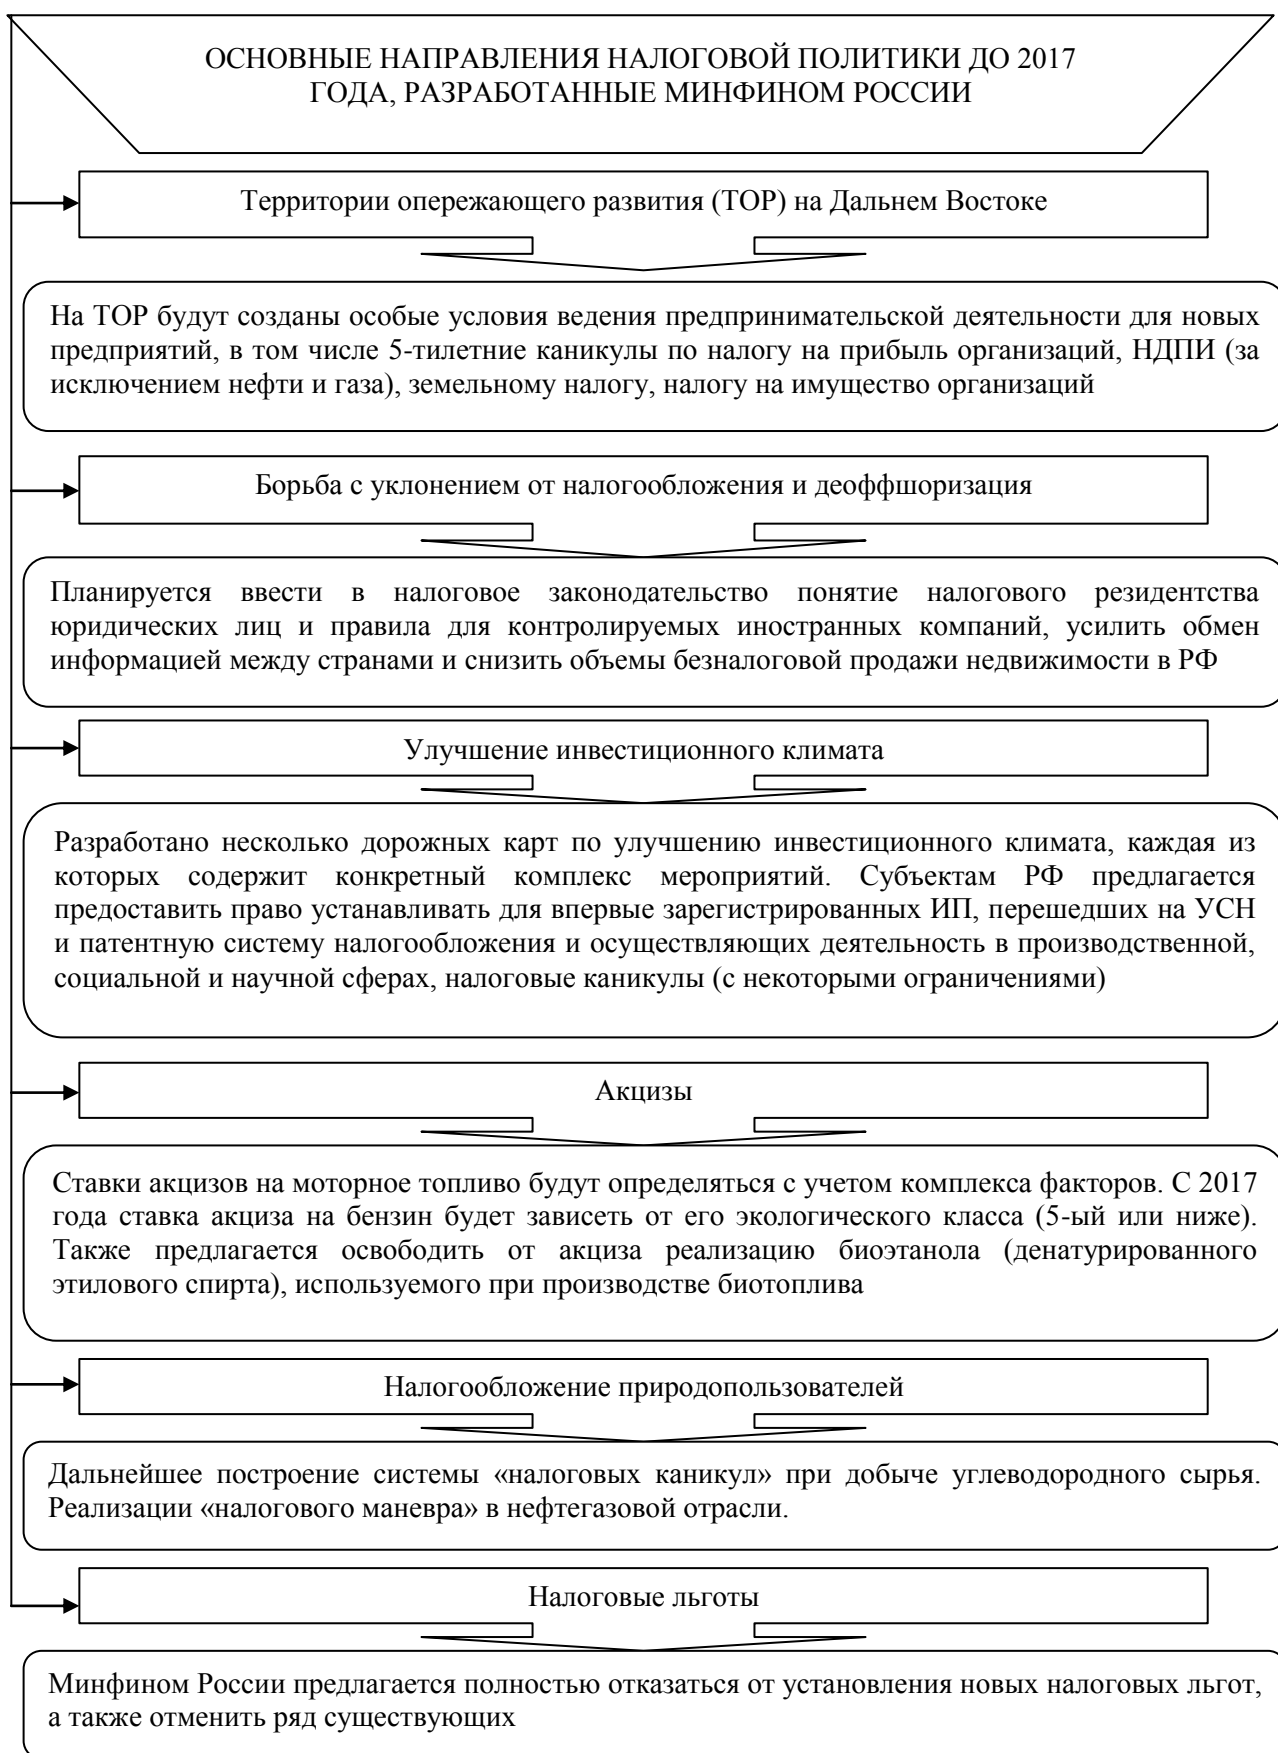 ОСНОВНЫЕ НАПРАВЛЕНИЯ НАЛОГОВОЙ ПОЛИТИКИ ДО 2017
ГОДА, РАЗРАБОТАННЫЕ МИНФИНОМ РОССИИ
Территории опережающего развития (ТОР) на Дальнем Востоке
На ТОР будут созданы особые условия ведения предпринимательской деятельности для новых
предприятий, в том числе 5-тилетние каникулы по налогу на прибыль организаций, НДПИ (за
исключением нефти и газа), земельному налогу, налогу на имущество организаций
Борьба с уклонением от налогообложения и деоффшоризация
Планируется ввести в налоговое законодательство понятие налогового резидентства
юридических лиц и правила для контролируемых иностранных компаний, усилить обмен
информацией между странами и снизить объемы безналоговой продажи недвижимости в РФ
Улучшение инвестиционного климата
Разработано несколько дорожных карт по улучшению инвестиционного климата, каждая из
которых содержит конкретный комплекс мероприятий. Субъектам РФ предлагается
предоставить право устанавливать для впервые зарегистрированных ИП, перешедших на УСН
и патентную систему налогообложения и осуществляющих деятельность в производственной,
социальной и научной сферах, налоговые каникулы (с некоторыми ограничениями)
Акцизы
Ставки акцизов на моторное топливо будут определяться с учетом комплекса факторов. С 2017
года ставка акциза на бензин будет зависеть от его экологического класса (5-ый или ниже).
Также предлагается освободить от акциза реализацию биоэтанола (денатурированного
этилового спирта), используемого при производстве биотоплива
Налогообложение природопользователей
Дальнейшее построение системы «налоговых каникул» при добыче углеводородного сырья.
Реализации «налогового маневра» в нефтегазовой отрасли.
Налоговые льготы
Минфином России предлагается полностью отказаться от установления новых налоговых льгот,
а также отменить ряд существующих